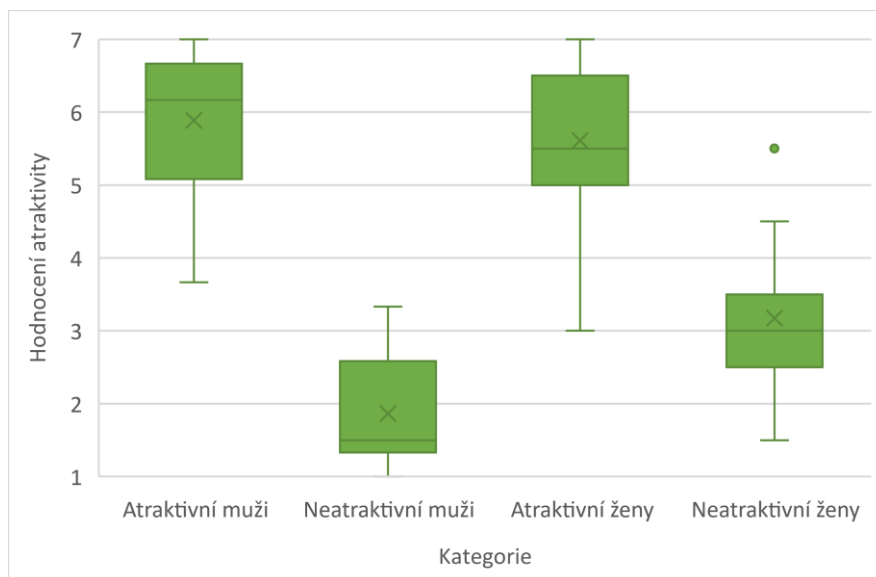 7
6
5
4
3
2
1
Hodnocení atraktivity
Atraktivní muži
Neatraktivní muži
Atraktivní ženy
Neatraktivní ženy
Kategorie